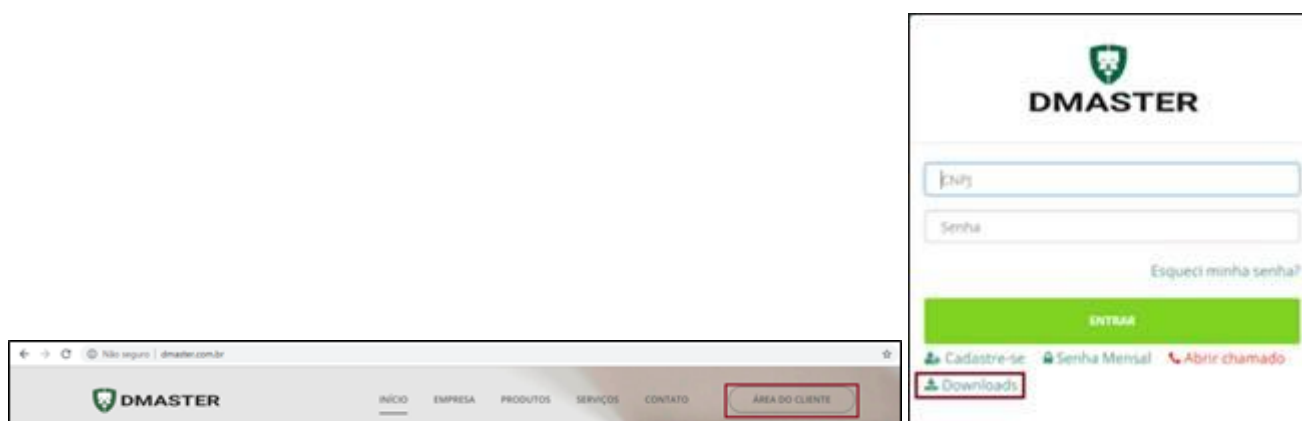 DMASTER
CNPJ
Senha
Esqueci minha senha?
ENTRAR
Cadastre-se Senha Mensal Abrir chamado
Downloads
Não seguro | dmaster.com.br
DMASTER INÍCIO EMPRESA PRODUTOS SERVIÇOS CONTATO ÁREA DO CLIENTE